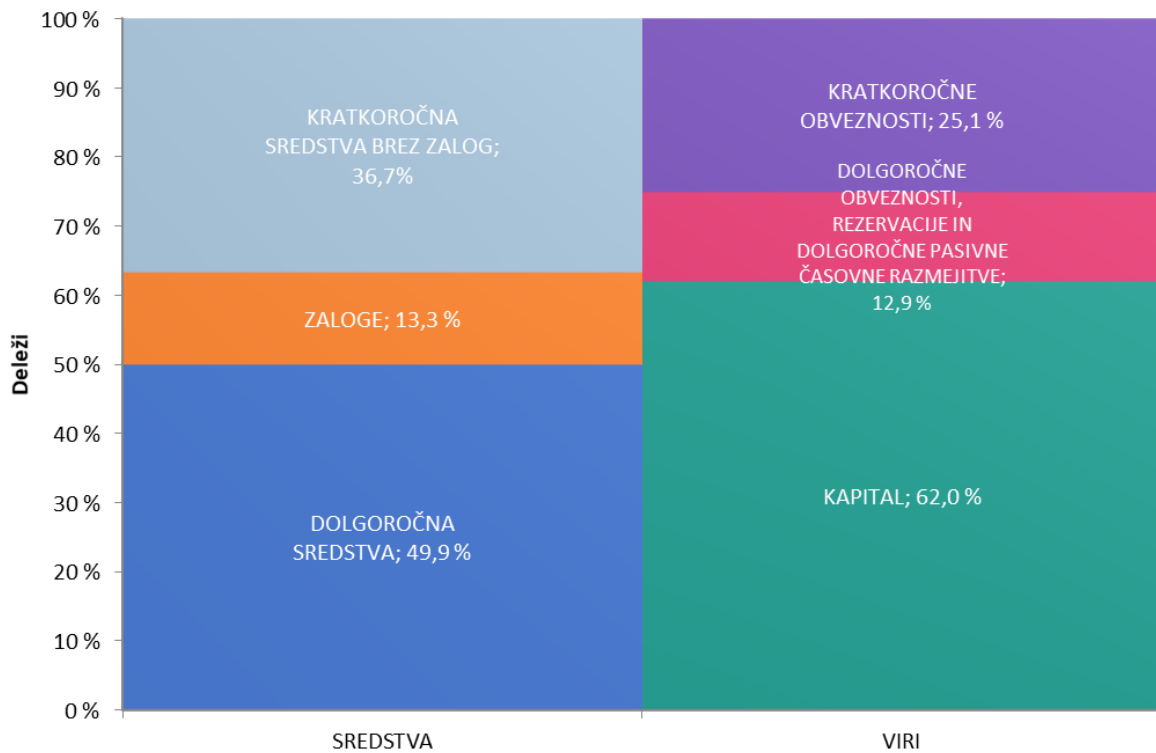 100 %
90 %
80 %
70 %
60 %
50 %
40 %
30 %
20 %
10 %
0 %
Deleži
KRATKOROČNA
SREDSTVA BREZ ZALOG;
36,7%
ZALOGE; 13,3 %
DOLGOROČNA
SREDSTVA; 49,9 %
KRATKOROČNE
OBVEZNOSTI; 25,1 %
DOLGOROČNE
OBVEZNOSTI,
REZERVACIJE IN
DOLGOROČNE PASIVNE
ČASOVNE RAZMEJITVE;
12,9 %
KAPITAL; 62,0 %
SREDSTVA
VIRI